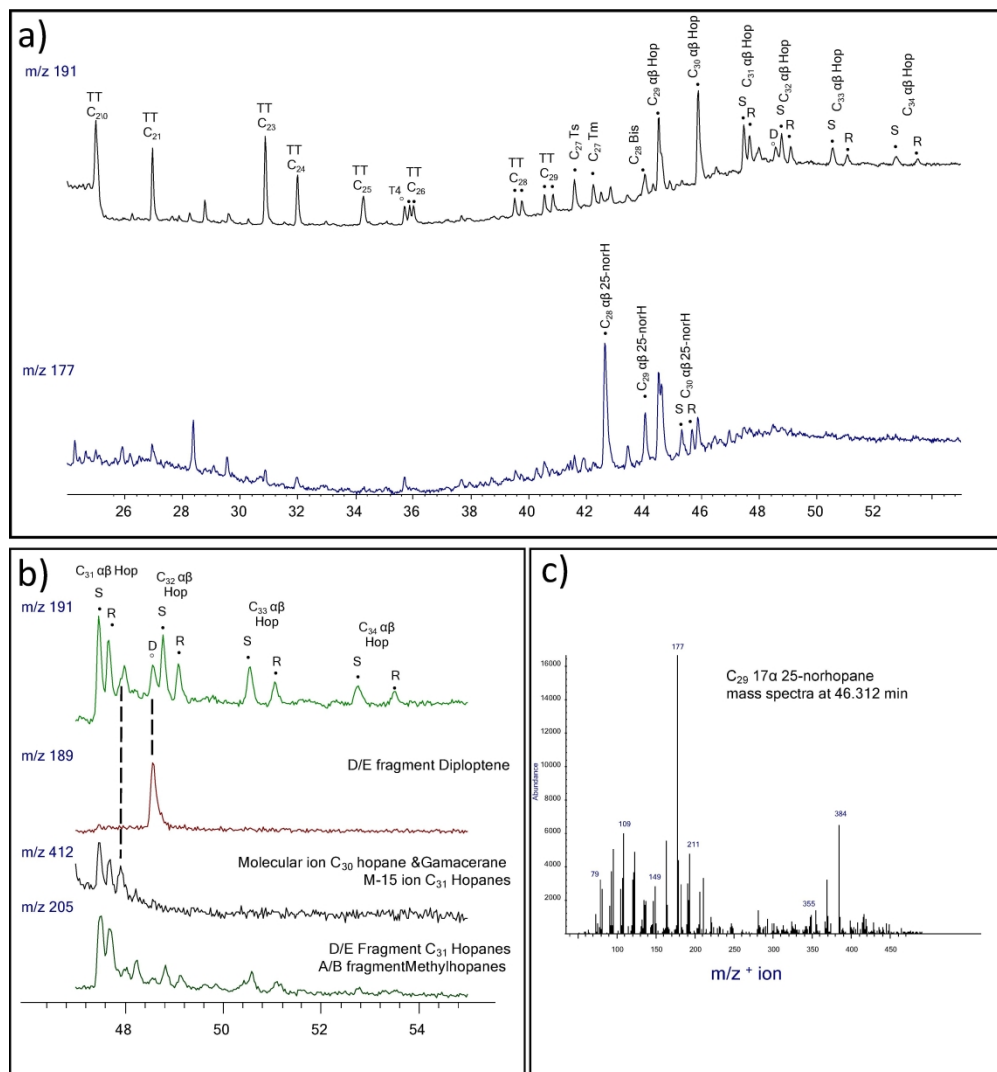 a)
m/z 191
TT
C₂\₀
TT
C₂₁
TT
C₂₃
TT
C₂₄
TT
C₂₅
T4
TT
C₂₆
TT
C₂₈
TT
C₂₉
C₂₇ Ts
C₂₇ Tm
C₂₈ Bis
C₂₉ αβ Hop
C₃₀ αβ Hop
C₃₁ αβ Hop
S
R
D
C₃₂ αβ Hop
S
R
C₃₃ αβ Hop
S
R
C₃₄ αβ Hop
S
R
m/z 177
C₂₈ αβ 25-norH
C₂₉ αβ 25-norH
C₃₀ αβ 25-norH
S
R
26 28 30 32 34 36 38 40 42 44 46 48 50 52
b)
C₃₁ αβ Hop
S
R
C₃₂ αβ
Hop
D
S
R
C₃₃ αβ
Hop
S
R
C₃₄ αβ
Hop
S
R
m/z 191
m/z 189
D/E fragment Diploptene
m/z 412
Molecular ion C₃₀ hopane &Gamacerane
M-15 ion C₃₁ Hopanes
m/z 205
D/E Fragment C₃₁ Hopanes
A/B fragmentMethylhopanes
48 50 52 54
c)
C₂₉ 17α 25-norhopane
mass spectra at 46.312 min
Abundance
16000
14000
12000
10000
8000
6000
4000
2000
79
109
149
177
211
355
384
100 150 200 250 300 350 400 450
m/z ⁺ ion